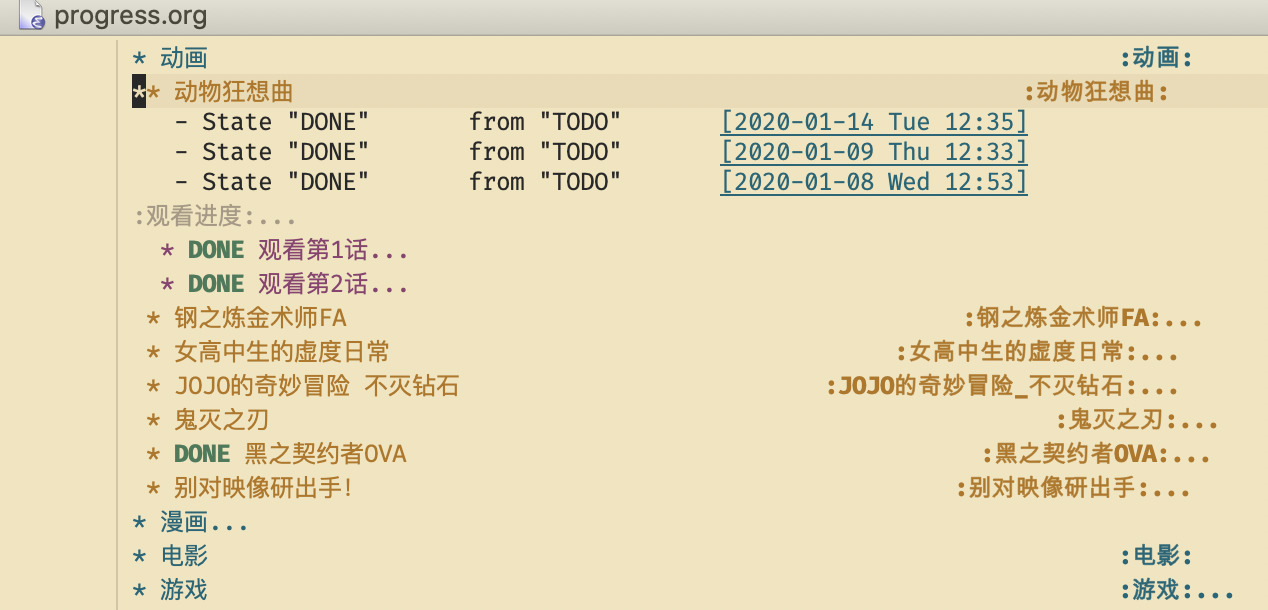 progress.org
* 动画 :动画:
** 动物狂想曲 :动物狂想曲:
- State "DONE" from "TODO" [2020-01-14 Tue 12:35]
- State "DONE" from "TODO" [2020-01-09 Thu 12:33]
- State "DONE" from "TODO" [2020-01-08 Wed 12:53]
:观看进度:...
* DONE 观看第1话...
* DONE 观看第2话...
* 钢之炼金术师FA :钢之炼金术师FA:...
* 女高中生的虚度日常 :女高中生的虚度日常:...
* JOJO的奇妙冒险 不灭钻石 :JOJO的奇妙冒险_不灭钻石:...
* 鬼灭之刃 :鬼灭之刃:...
* DONE 黑之契约者OVA :黑之契约者OVA:...
* 别对映像研出手! :别对映像研出手:...
* 漫画...
* 电影 :电影:
* 游戏 :游戏:...